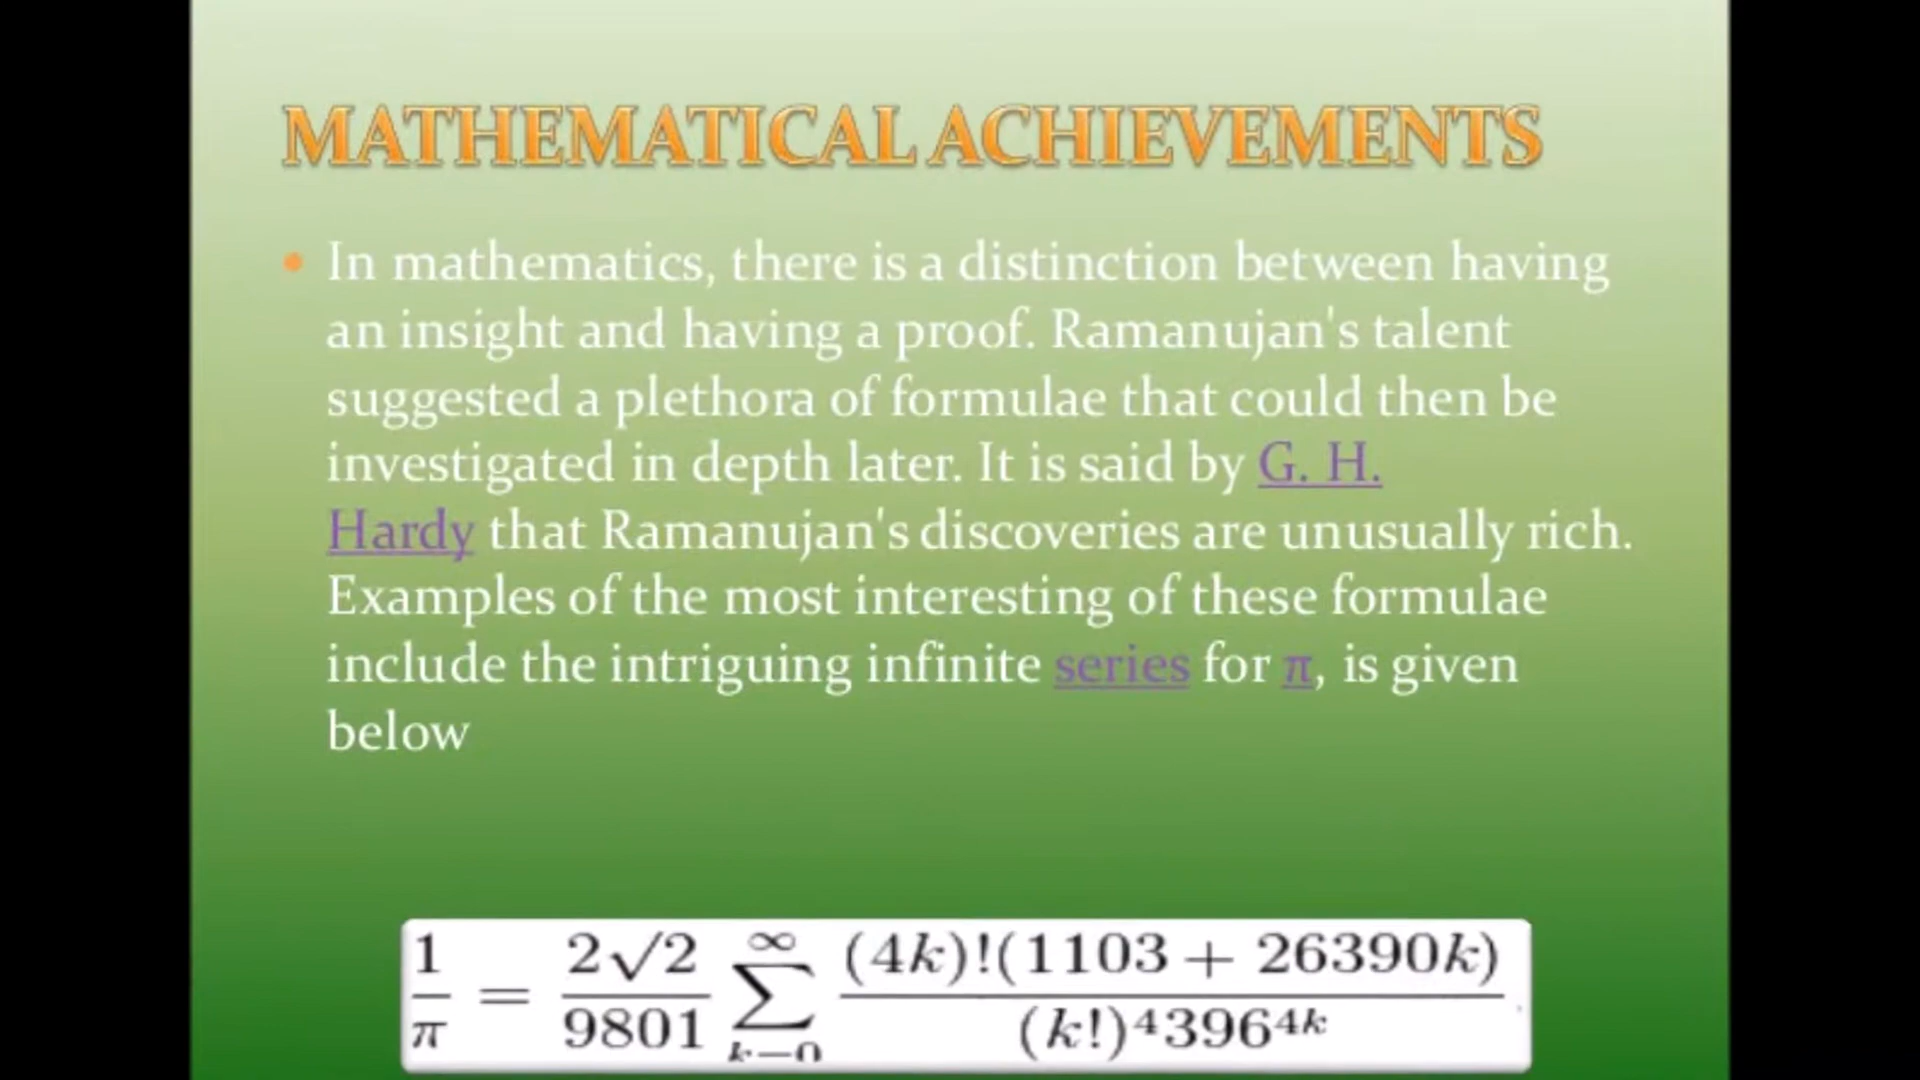 MATHEMATICAL ACHIEVEMENTS
• In mathematics, there is a distinction between having
an insight and having a proof. Ramanujan's talent
suggested a plethora of formulae that could then be
investigated in depth later. It is said by G. H.
Hardy that Ramanujan's discoveries are unusually rich.
Examples of the most interesting of these formulae
include the intriguing infinite series for π, is given
below
1/π = 2√2/9801 ∑_{k=0}^{∞} (4k)!(1103 + 26390k)/(k!)⁴396⁴ᵏ.